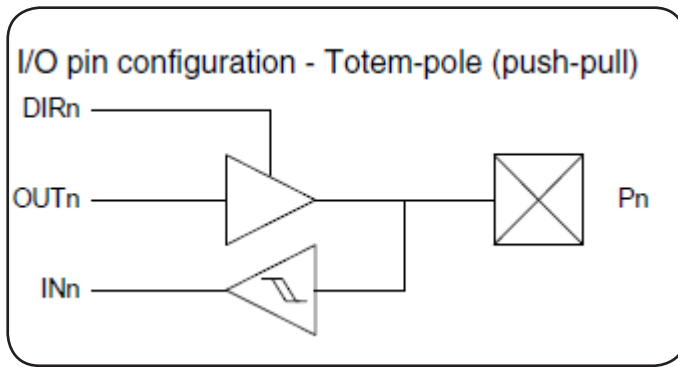 I/O pin configuration - Totem-pole (push-pull)
DIRn
OUTn
Pn
INn